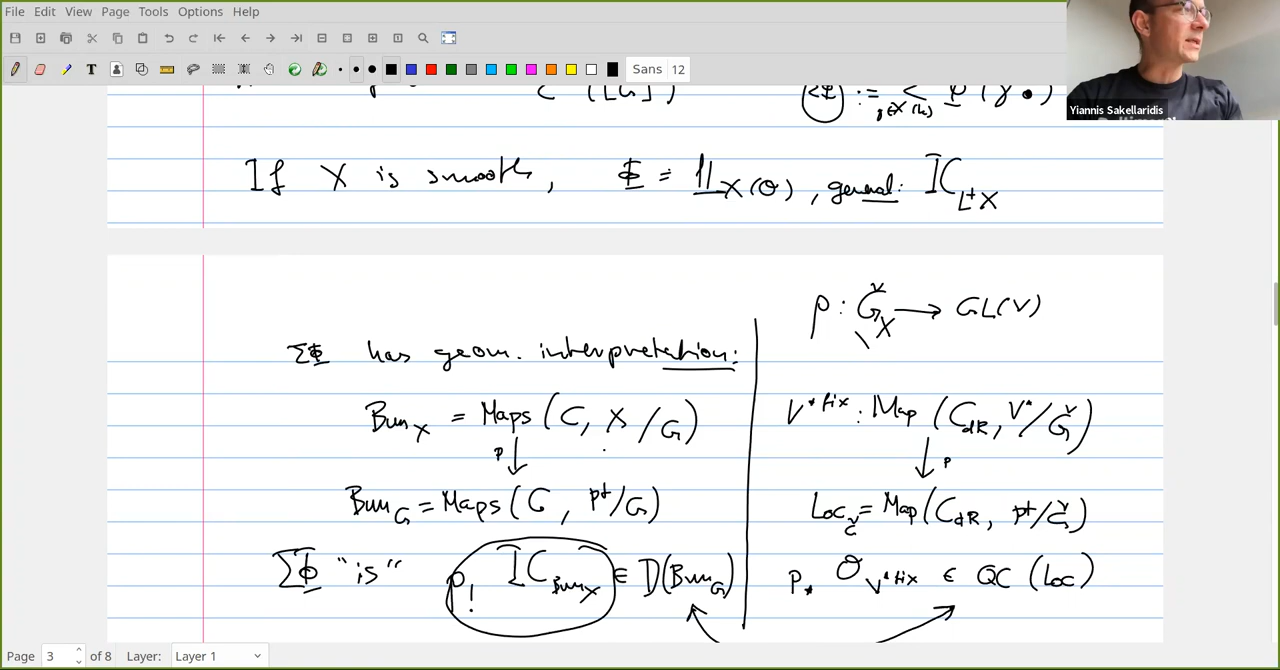 File Edit View Page Tools Options Help
Sans 12
Yiannis Sakellaridis
ΣΦ := Σ_{γ∈X(k)} Φ(γ •)
If X is smooth, Φ = 1_{X(O)}, general: IC_{L⁺X}
ρ : Ǧ_X → GL(V)
ΣΦ has geom. interpretation:
Bun_X = Maps (C, X/G)
V*fix : Map (C_dR, V*/Ǧ)
p ↓
↓ p
Bun_G = Maps (C, pt/G)
Loc_Ǧ = Map (C_dR, pt/Ǧ)
ΣΦ "is" p_! IC_{Bun_X} ∈ D(Bun_G)
p_* O_{V*fix} ∈ QC (Loc)
Page 3 of 8 Layer: Layer 1